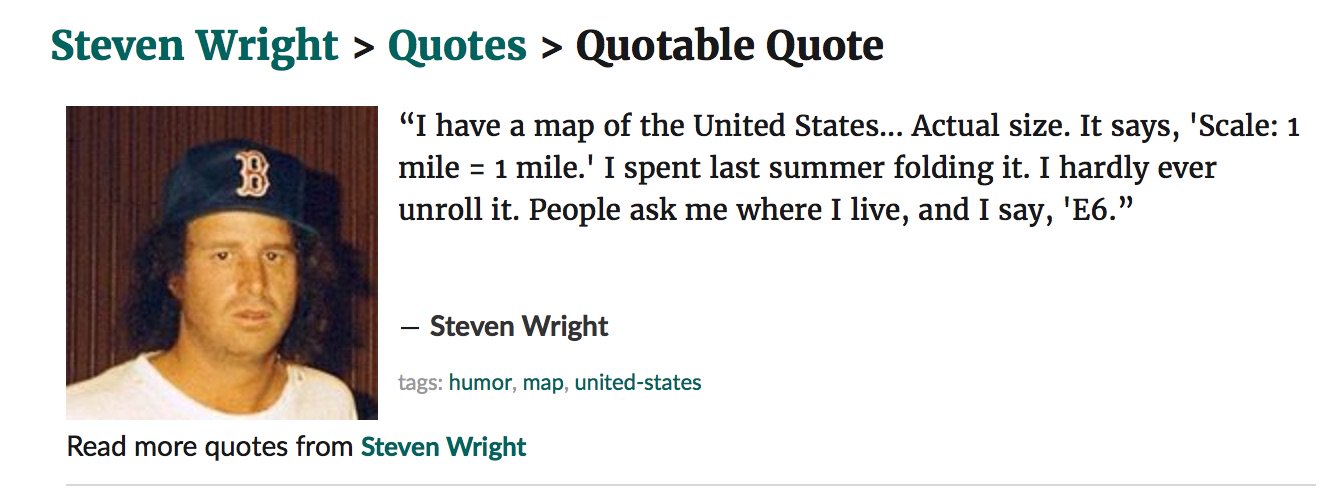 Steven Wright > Quotes > Quotable Quote
B
“I have a map of the United States... Actual size. It says, 'Scale: 1
mile = 1 mile.' I spent last summer folding it. I hardly ever
unroll it. People ask me where I live, and I say, 'E6.”
― Steven Wright
tags: humor, map, united-states
Read more quotes from Steven Wright